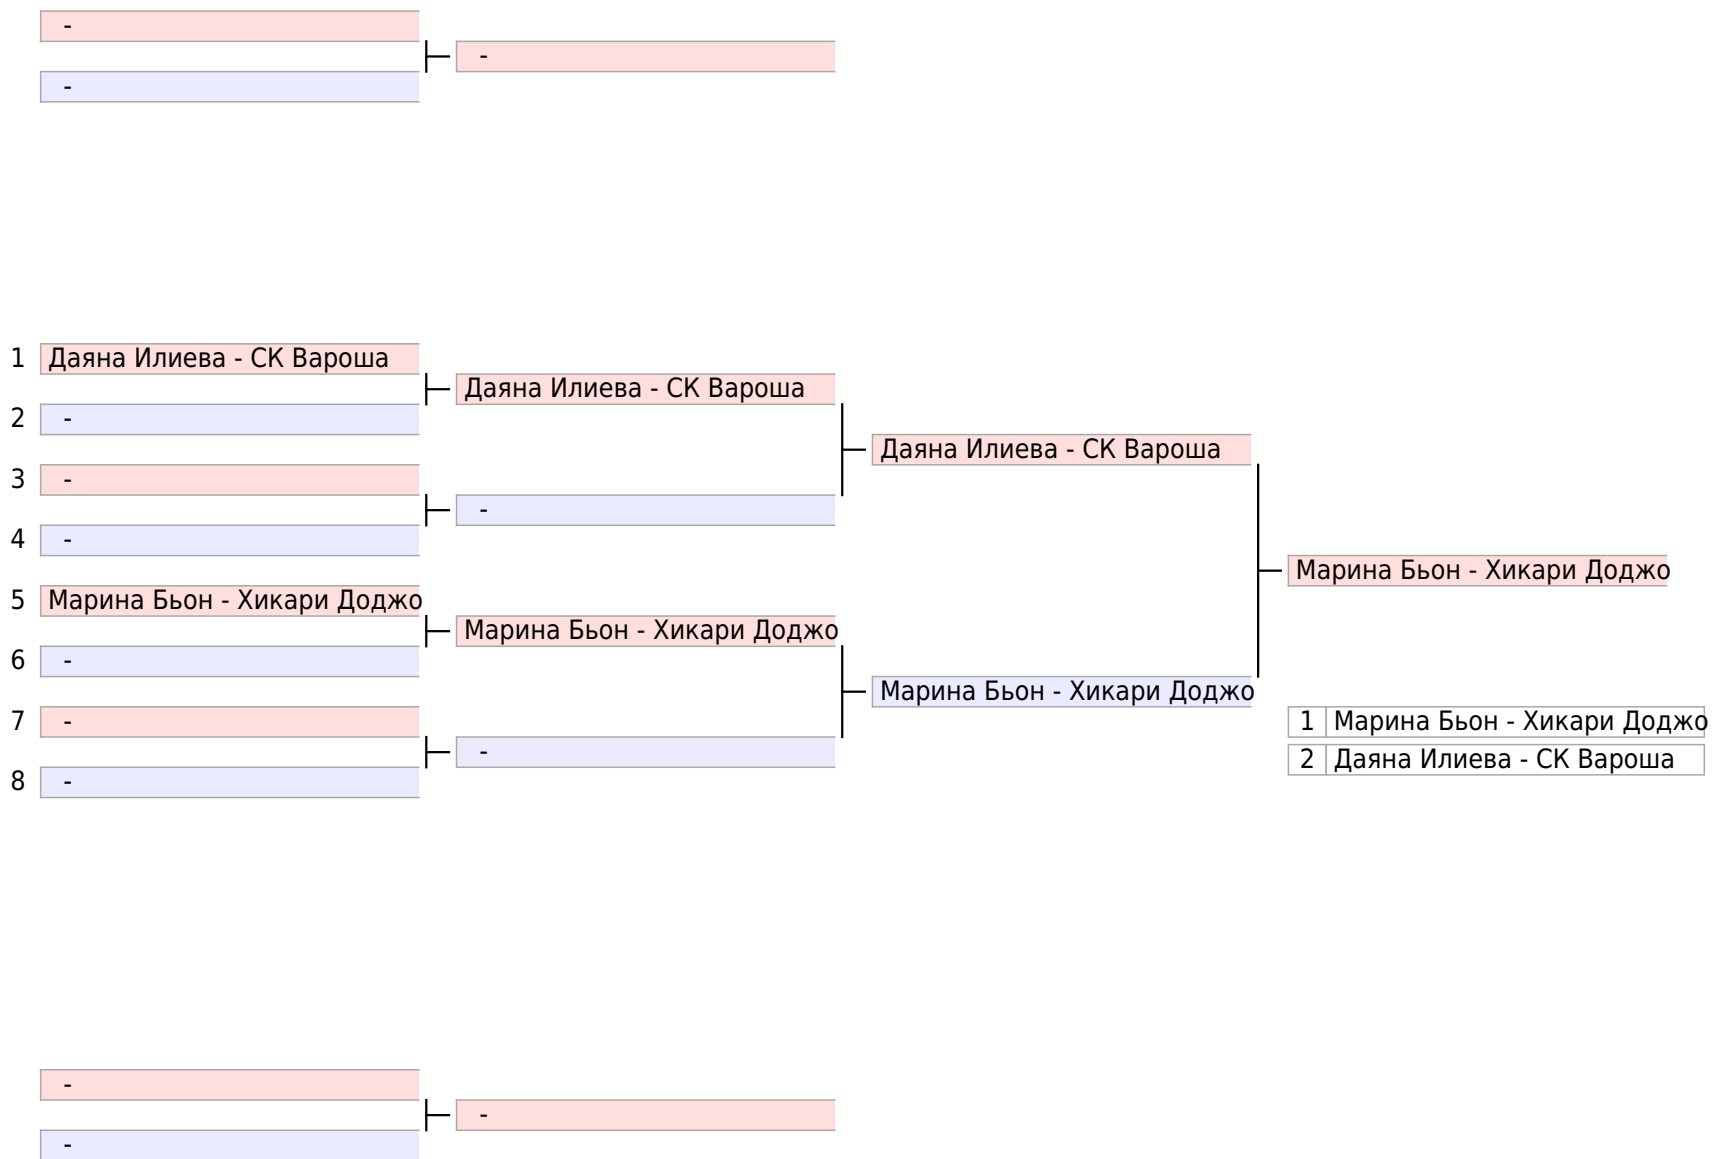 -
-
-
1 Даяна Илиева - СК Вароша
Даяна Илиева - СК Вароша
2 -
Даяна Илиева - СК Вароша
3 -
-
4 -
Марина Бьон - Хикари Доджо
5 Марина Бьон - Хикари Доджо
Марина Бьон - Хикари Доджо
6 -
Марина Бьон - Хикари Доджо
7 -
1 Марина Бьон - Хикари Доджо
-
2 Даяна Илиева - СК Вароша
8 -
-
-
-